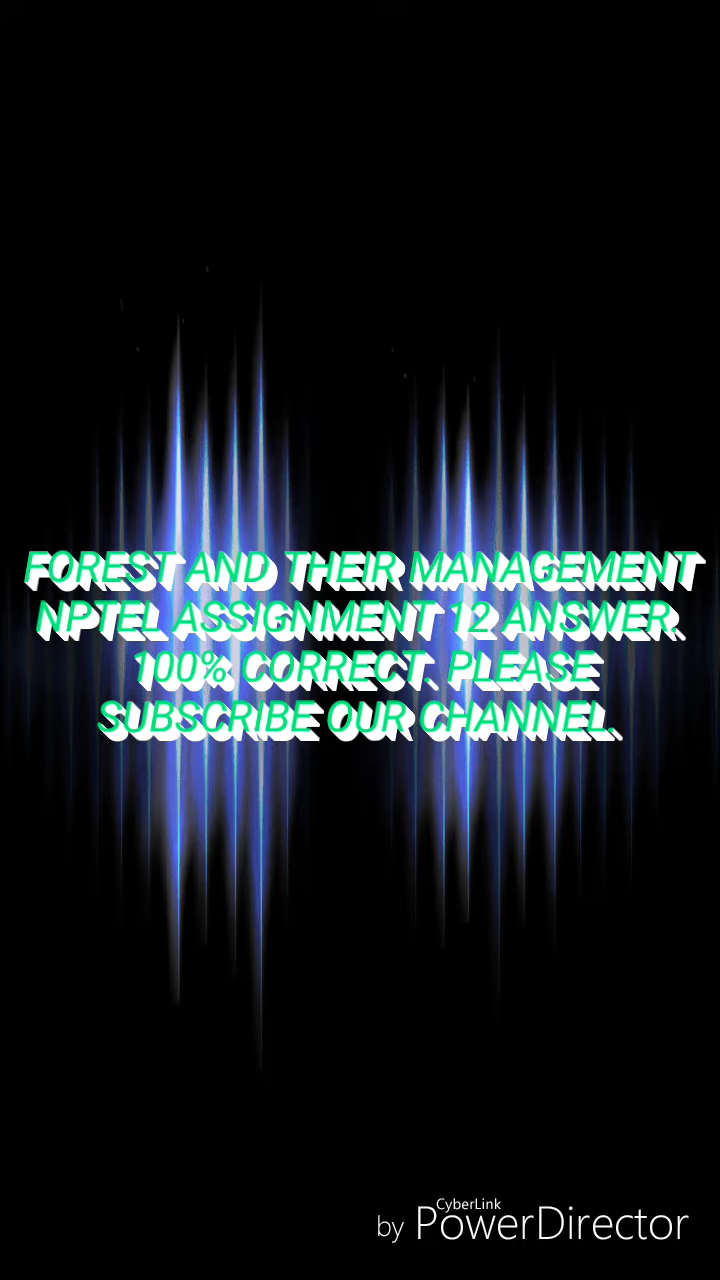 FOREST AND THEIR MANAGEMENT
NPTEL ASSIGNMENT 12 ANSWER.
100% CORRECT. PLEASE
SUBSCRIBE OUR CHANNEL.
CyberLink
by PowerDirector